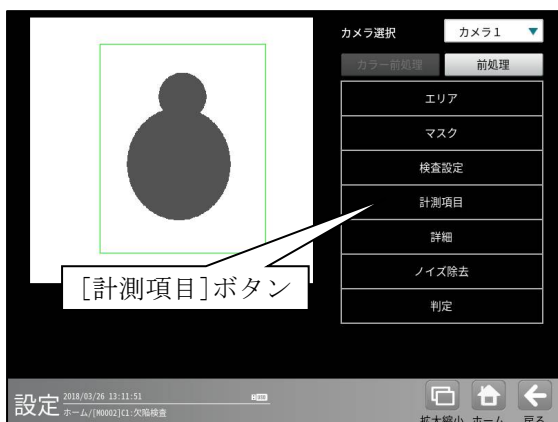 カメラ選択
カメラ1
カラー前処理
前処理
エリア
マスク
検査設定
計測項目
詳細
ノイズ除去
判定
[計測項目]ボタン
設定
2018/03/26 13:11:51
ホーム/[M0002]C1:欠陥検査
拡大縮小 ホーム 戻る